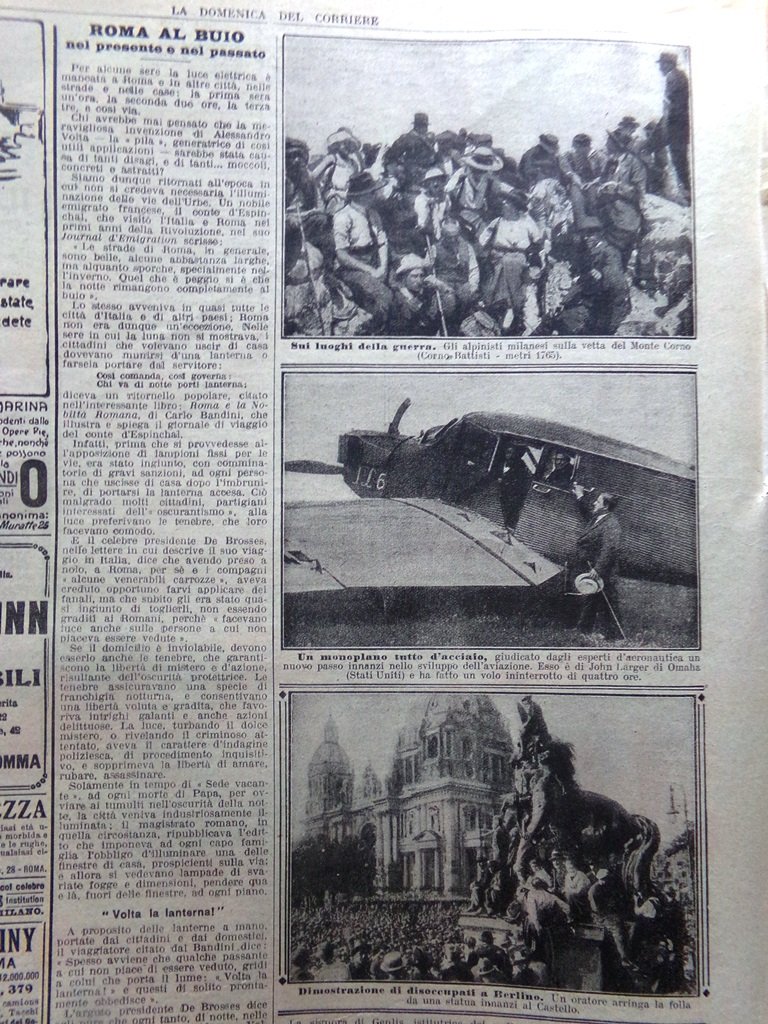 LA DOMENICA DEL CORRIERE
ROMA AL BUIO
nel presente e nel passato
Per alcune sere la luce elettrica è
mancata a Roma e in altre città, nelle
strade e nelle case: la prima sera
un'ora, la seconda due ore, la terza
tre, e così via.
Chi avrebbe mai pensato che la me-
ravigliosa invenzione di Alessandro
Volta — la « pila », generatrice di così
utili applicazioni — sarebbe stata cau-
sa di tanti disagi, e di tanti... moccoli,
concreti e astratti?
Siamo dunque ritornati all'epoca in
cui non si credeva necessaria l'illumi-
nazione delle vie dell'Urbe. Un nobile
emigrato francese, il conte d'Espin-
chal, che visitò l'Italia e Roma nei
primi anni della Rivoluzione, nel suo
Journal d'Emigration scrisse:
« Le strade di Roma, in generale,
sono belle, alcune abbastanza larghe,
ma alquanto sporche, specialmente nel-
l'inverno. Quel che è peggio si è che
la notte rimangono completamente al
buio ».
Lo stesso avveniva in quasi tutte le
città d'Italia e di altri paesi; Roma
non era dunque un'eccezione. Nelle
sere in cui la luna non si mostrava, i
cittadini che volevano uscir di casa
dovevano munirsi d'una lanterna o
farsela portare dal servitore:
Così comanda, così governa:
Chi va di notte porti lanterna;
diceva un ritornello popolare, citato
nell'interessante libro: Roma e la No-
biltà Romana, di Carlo Bandini, che
illustra e spiega il giornale di viaggio
del conte d'Espinchal.
Infatti, prima che si provvedesse al-
l'apposizione di lampioni fissi per le
vie, era stato ingiunto, con commina-
toria di gravi sanzioni, ad ogni perso-
na che uscisse di casa dopo l'imbruni-
re, di portarsi la lanterna accesa. Ciò
malgrado molti cittadini, partigiani
interessati dell'« oscurantismo », alla
luce preferivano le tenebre, che loro
facevano comodo.
E il celebre presidente De Brosses,
nelle lettere in cui descrive il suo viag-
gio in Italia, dice che avendo preso a
nolo, a Roma, per sè e i compagni
« alcune venerabili carrozze », aveva
creduto opportuno farvi applicare dei
fanali, ma che subito gli era stato qua-
si ingiunto di toglierli, non essendo
graditi ai Romani, perchè « facevano
luce anche sulle persone a cui non
piaceva essere vedute ».
Se il domicilio è inviolabile, devono
esserlo anche le tenebre, che garanti-
scono la libertà di mistero e d'azione,
risultante dell'oscurità protettrice. Le
tenebre assicuravano una specie di
franchigia notturna, e consentivano
una libertà voluta e gradita, che favo-
riva intrighi galanti e anche azioni
delittuose. La luce, turbando il dolce
mistero, o rivelando il criminoso at-
tentato, aveva il carattere d'indagine
poliziesca, di procedimento inquisiti-
vo, e sopprimeva la libertà di amare,
rubare, assassinare.
Solamente in tempo di « Sede vacan-
te », ad ogni morte di Papa, per ov-
viare ai tumulti nell'oscurità della not-
te, la città veniva industriosamente il-
luminata; il magistrato romano, in
quella circostanza, ripubblicava l'edit-
to che imponeva ad ogni capo fami-
glia l'obbligo d'illuminare una delle
finestre di casa, prospicienti sulla via;
e allora si vedevano lampade di sva-
riate fogge e dimensioni, pendere qua
e là, fuori delle finestre, ad ogni piano.
"Volta la lanterna!"
A proposito delle lanterne a mano,
portate dai cittadini e dai domestici,
il viaggiatore citato dal Bandini dice:
« Spesso avviene che qualche passante
a cui non piace di essere veduto, gridi
a colui che porta il lume: « Volta la
lanterna! » e questi di solito pronta-
mente obbedisce ».
L'arguto presidente De Brosses dice
Sui luoghi della guerra. Gli alpinisti milanesi sulla vetta del Monte Corno
(Corno Battisti - metri 1765).
116
Un monoplano tutto d'acciaio, giudicato dagli esperti d'aeronautica un
nuovo passo innanzi nello sviluppo dell'aviazione. Esso è di John Larger di Omaha
(Stati Uniti) e ha fatto un volo ininterrotto di quattro ore.
Dimostrazione di disoccupati a Berlino. Un oratore arringa la folla
da una statua innanzi al Castello.